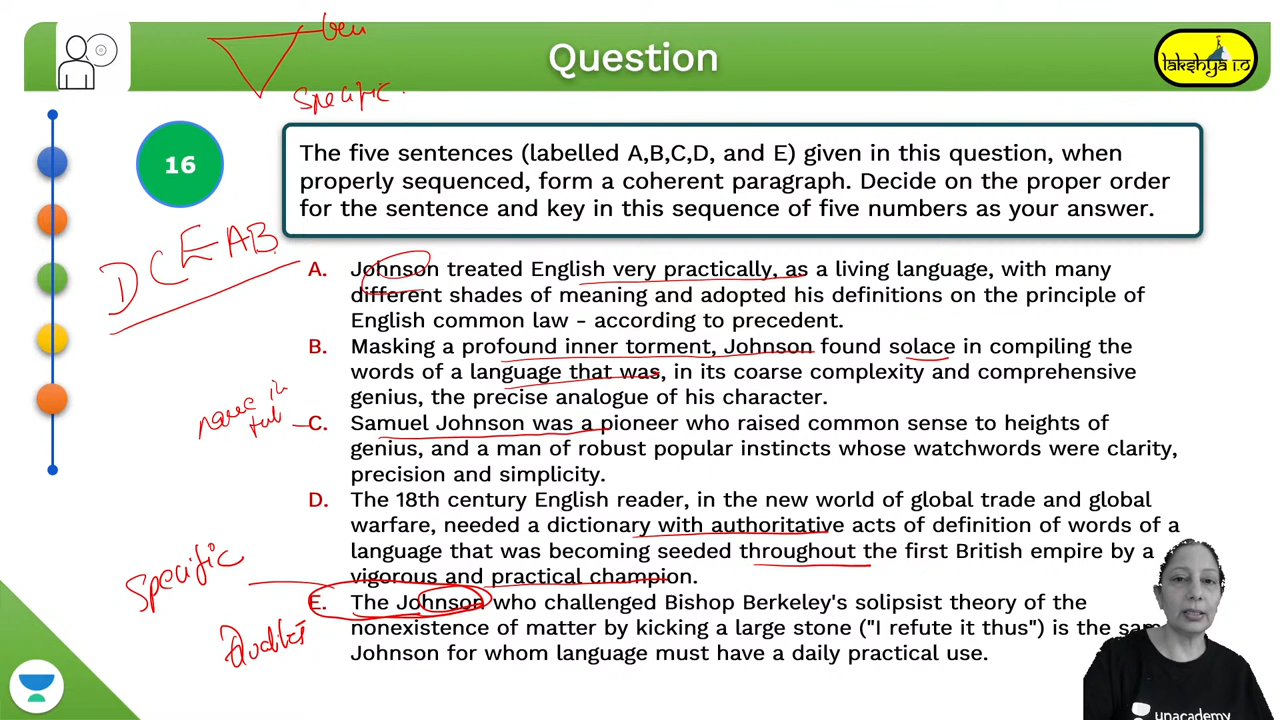 Gen
Specific.
Question
lakshya i.o
16
The five sentences (labelled A,B,C,D, and E) given in this question, when
properly sequenced, form a coherent paragraph. Decide on the proper order
for the sentence and key in this sequence of five numbers as your answer.
DCEAB
A. Johnson treated English very practically, as a living language, with many
different shades of meaning and adopted his definitions on the principle of
English common law - according to precedent.
B. Masking a profound inner torment, Johnson found solace in compiling the
words of a language that was, in its coarse complexity and comprehensive
genius, the precise analogue of his character.
name in
full
C. Samuel Johnson was a pioneer who raised common sense to heights of
genius, and a man of robust popular instincts whose watchwords were clarity,
precision and simplicity.
D. The 18th century English reader, in the new world of global trade and global
warfare, needed a dictionary with authoritative acts of definition of words of a
language that was becoming seeded throughout the first British empire by a
vigorous and practical champion.
Specific
E. The Johnson who challenged Bishop Berkeley's solipsist theory of the
nonexistence of matter by kicking a large stone ("I refute it thus") is the sam
Johnson for whom language must have a daily practical use.
Qualities
unacademy